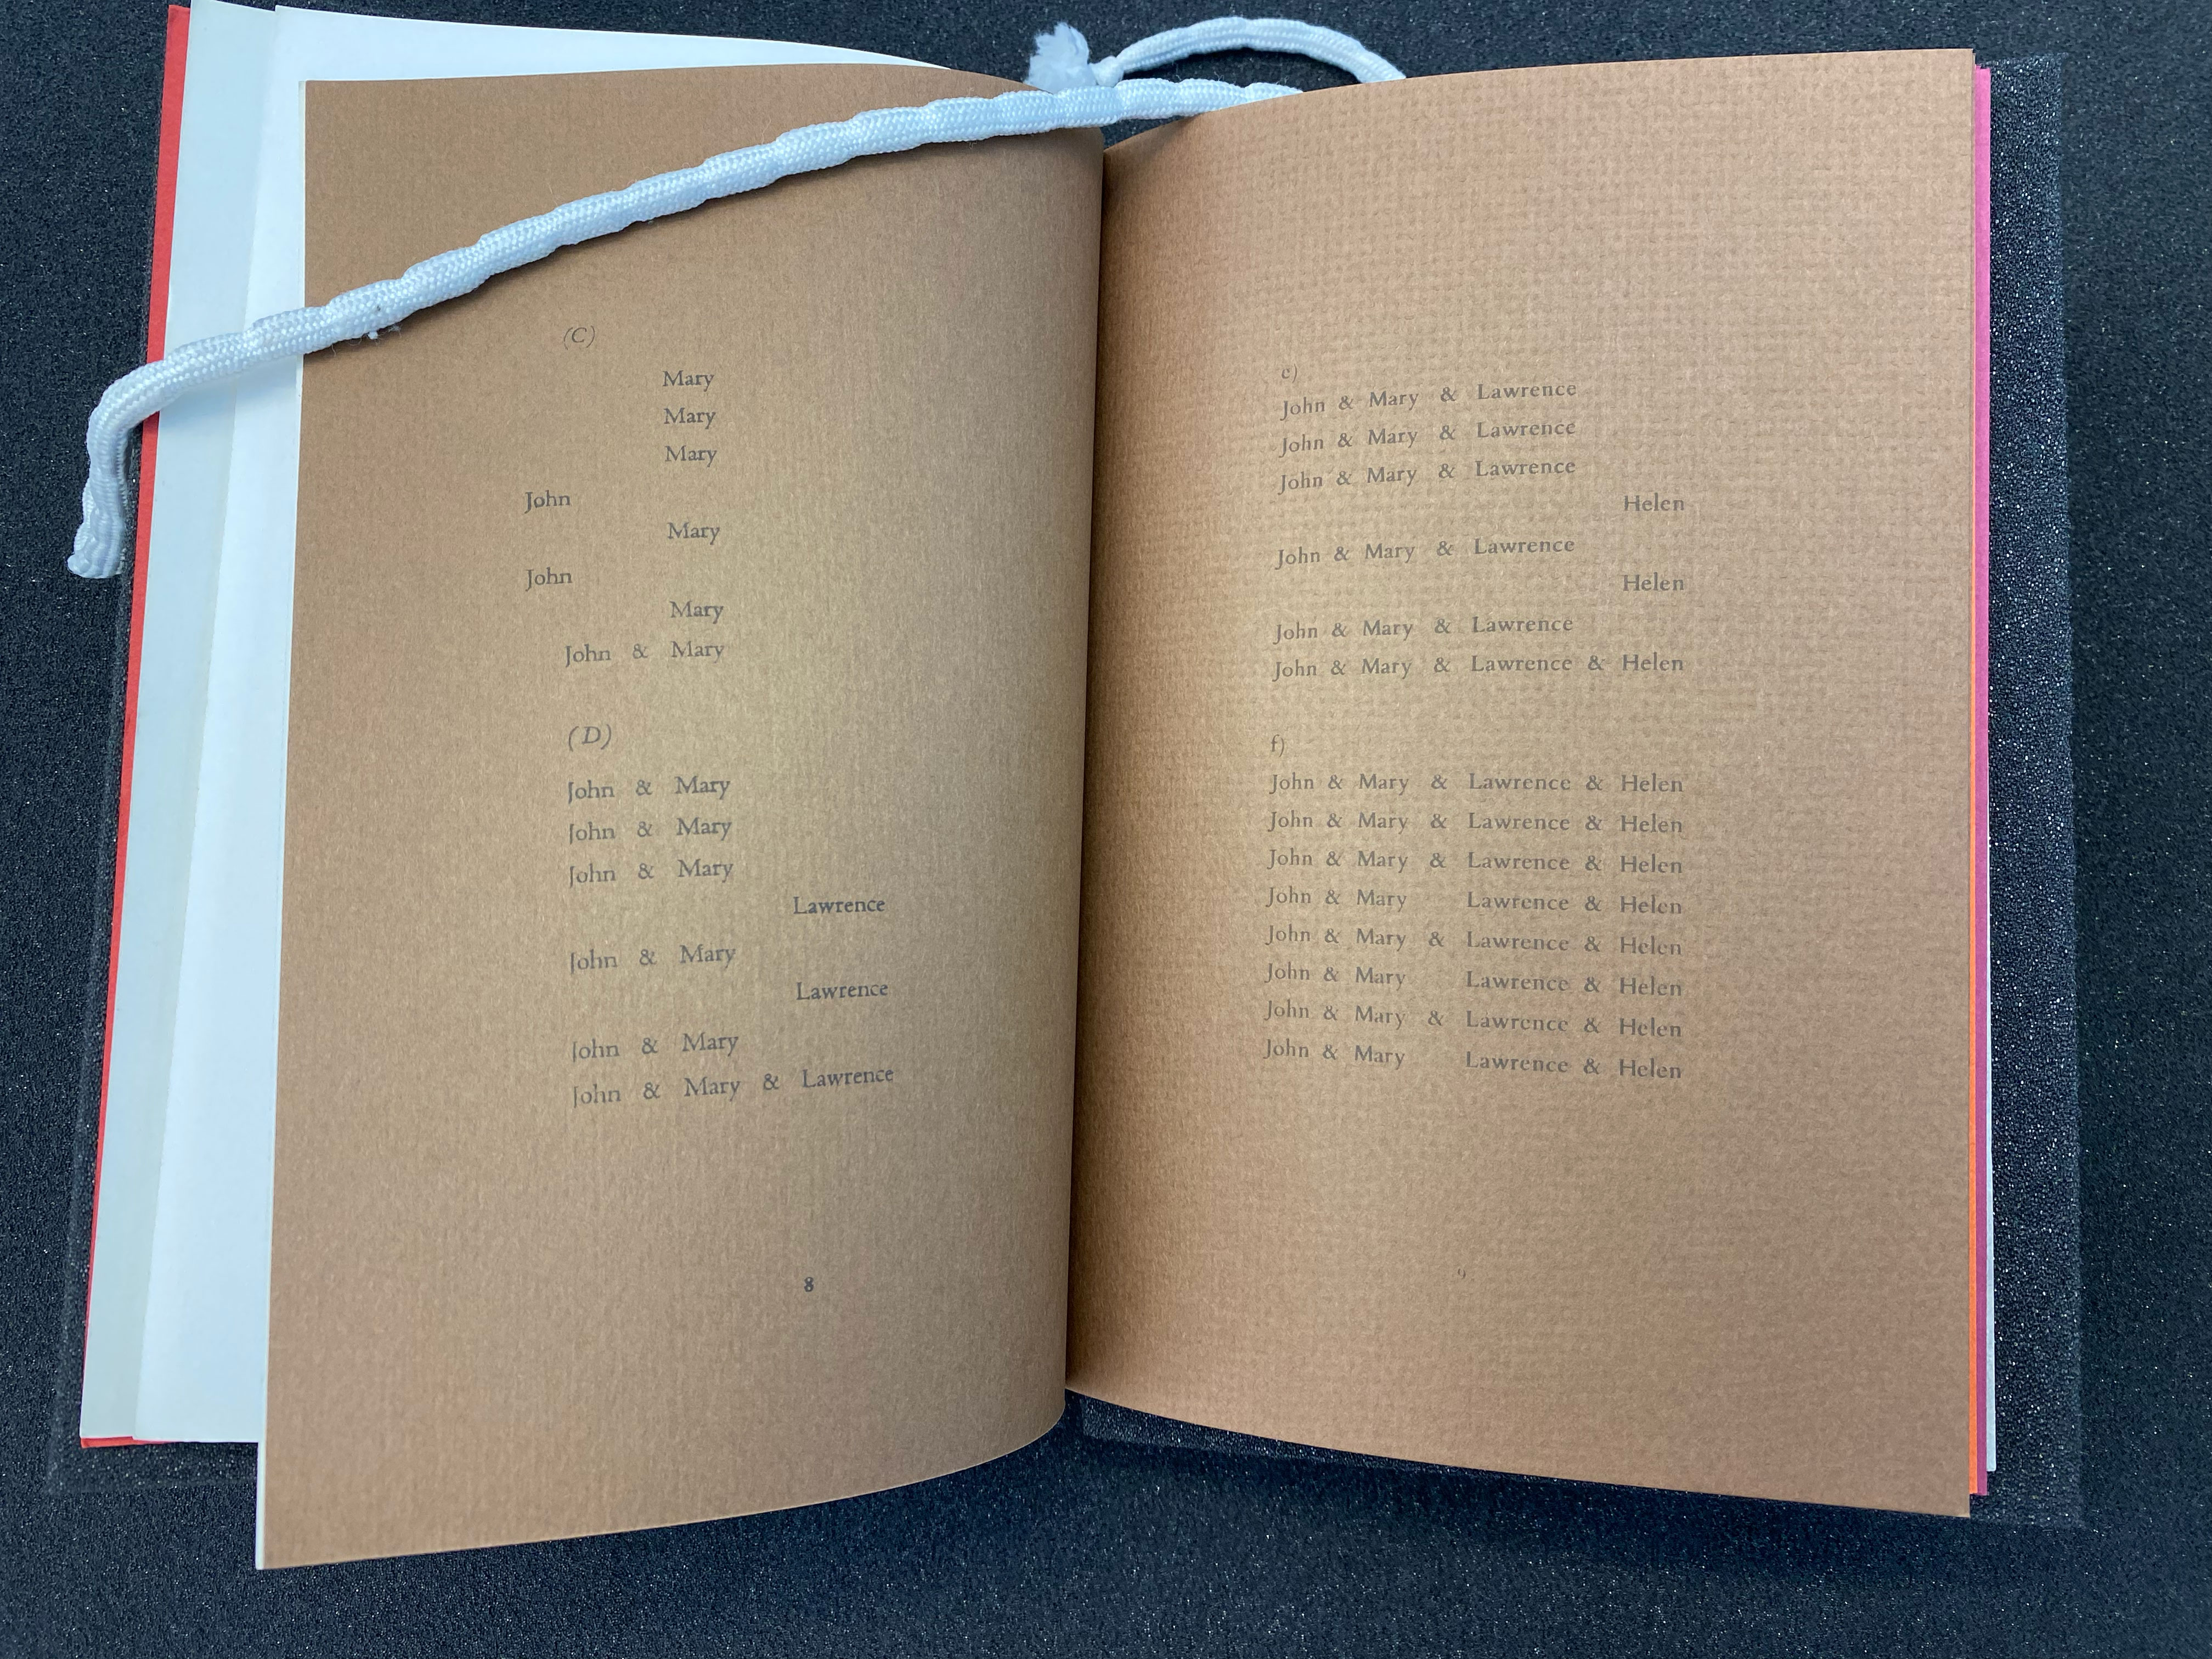 (C)
Mary
Mary
Mary
John
Mary
John
Mary
John & Mary
(D)
John & Mary
John & Mary
John & Mary
Lawrence
John & Mary
Lawrence
John & Mary
John & Mary & Lawrence
8
e)
John & Mary & Lawrence
John & Mary & Lawrence
John & Mary & Lawrence
Helen
John & Mary & Lawrence
Helen
John & Mary & Lawrence
John & Mary & Lawrence & Helen
f)
John & Mary & Lawrence & Helen
John & Mary & Lawrence & Helen
John & Mary & Lawrence & Helen
John & Mary Lawrence & Helen
John & Mary & Lawrence & Helen
John & Mary Lawrence & Helen
John & Mary & Lawrence & Helen
John & Mary Lawrence & Helen
9